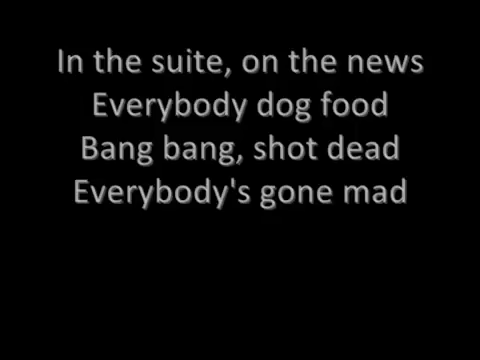 In the suite, on the news
Everybody dog food
Bang bang, shot dead
Everybody's gone mad